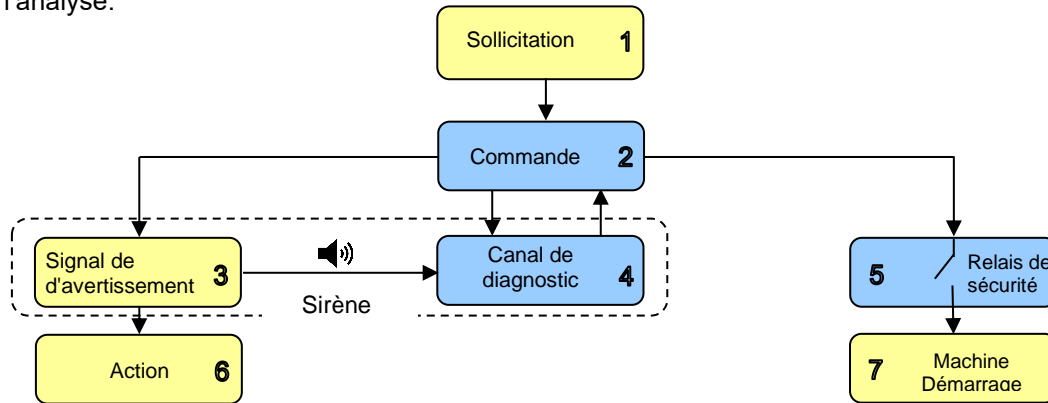 l'analyse.
Sollicitation 1
Commande 2
Signal de
d'avertissement 3
Sirène
Canal de
diagnostic 4
5 Relais de
sécurité
Action 6
7 Machine
Démarrage